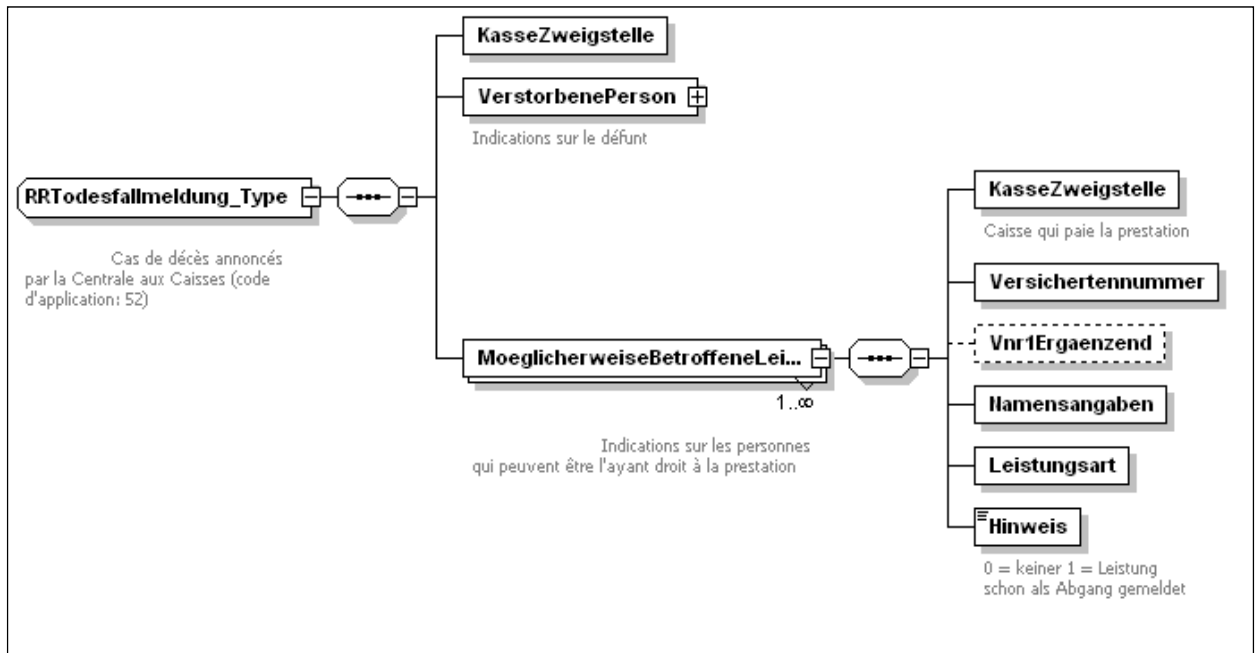 KasseZweigstelle
VerstorbenePerson
Indications sur le défunt
RRTodesfallmeldung_Type
Cas de décès annoncés
par la Centrale aux Caisses (code
d'application: 52)
MoeglicherweiseBetroffeneLei...
1..∞
Indications sur les personnes
qui peuvent être l'ayant droit à la prestation
KasseZweigstelle
Caisse qui paie la prestation
Versichertennummer
Vnr1Ergaenzend
Namensangaben
Leistungsart
Hinweis
0 = keiner 1 = Leistung
schon als Abgang gemeldet